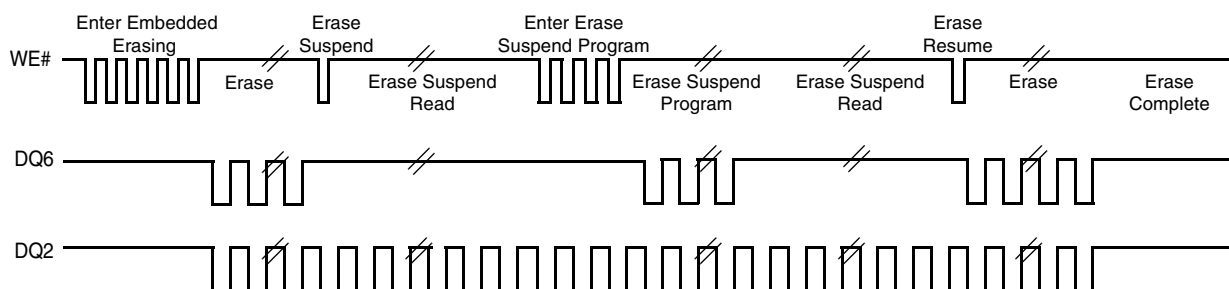 Enter Embedded
Erasing
Erase
Suspend
Enter Erase
Suspend Program
Erase
Resume
WE#
Erase
Erase Suspend
Read
Erase Suspend
Program
Erase Suspend
Read
Erase
Erase
Complete
DQ6
DQ2